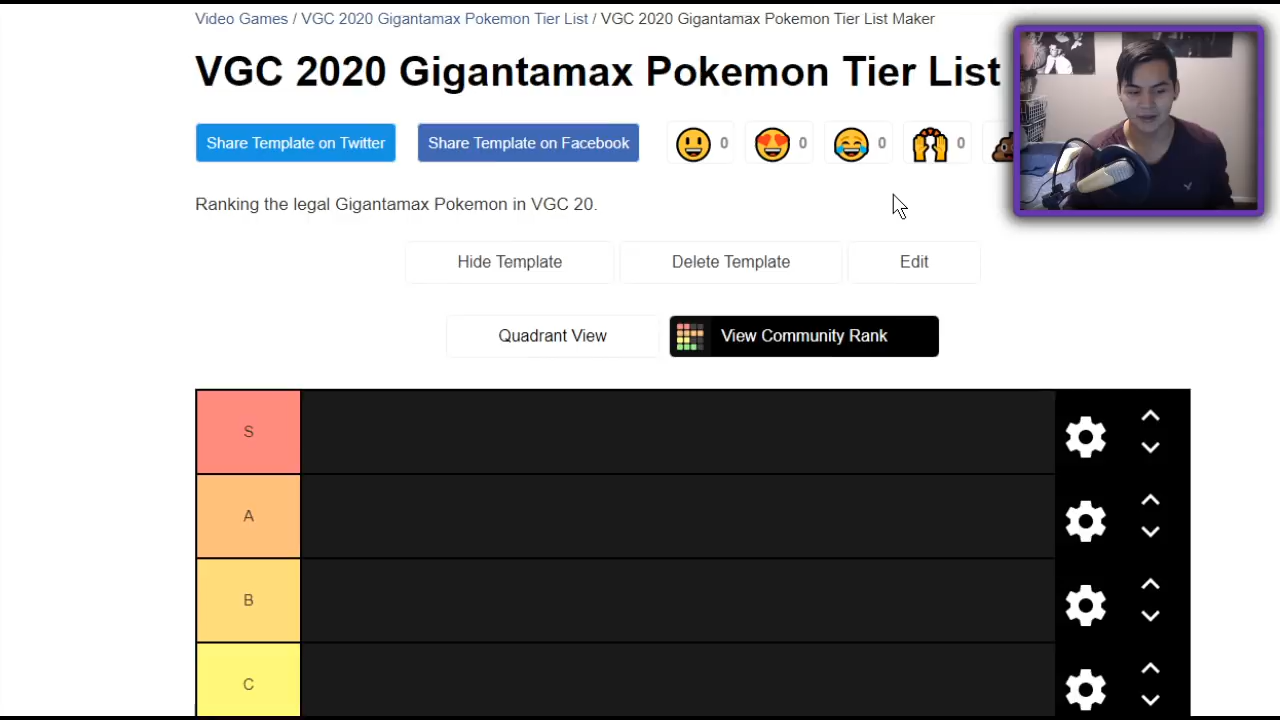 Video Games / VGC 2020 Gigantamax Pokemon Tier List / VGC 2020 Gigantamax Pokemon Tier List Maker
VGC 2020 Gigantamax Pokemon Tier List
Share Template on Twitter Share Template on Facebook 0 0 0 0
Ranking the legal Gigantamax Pokemon in VGC 20.
Hide Template Delete Template Edit
Quadrant View View Community Rank
S
A
B
C